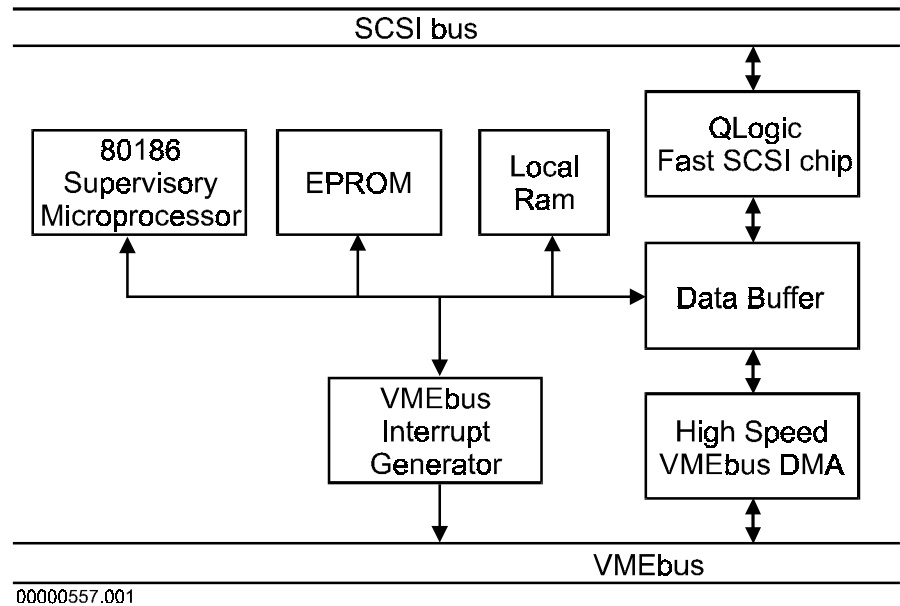 SCSI bus
QLogic
Fast SCSI chip
80186
Supervisory
Microprocessor
EPROM
Local
Ram
Data Buffer
VMEbus
Interrupt
Generator
High Speed
VMEbus DMA
VMEbus
00000557.001